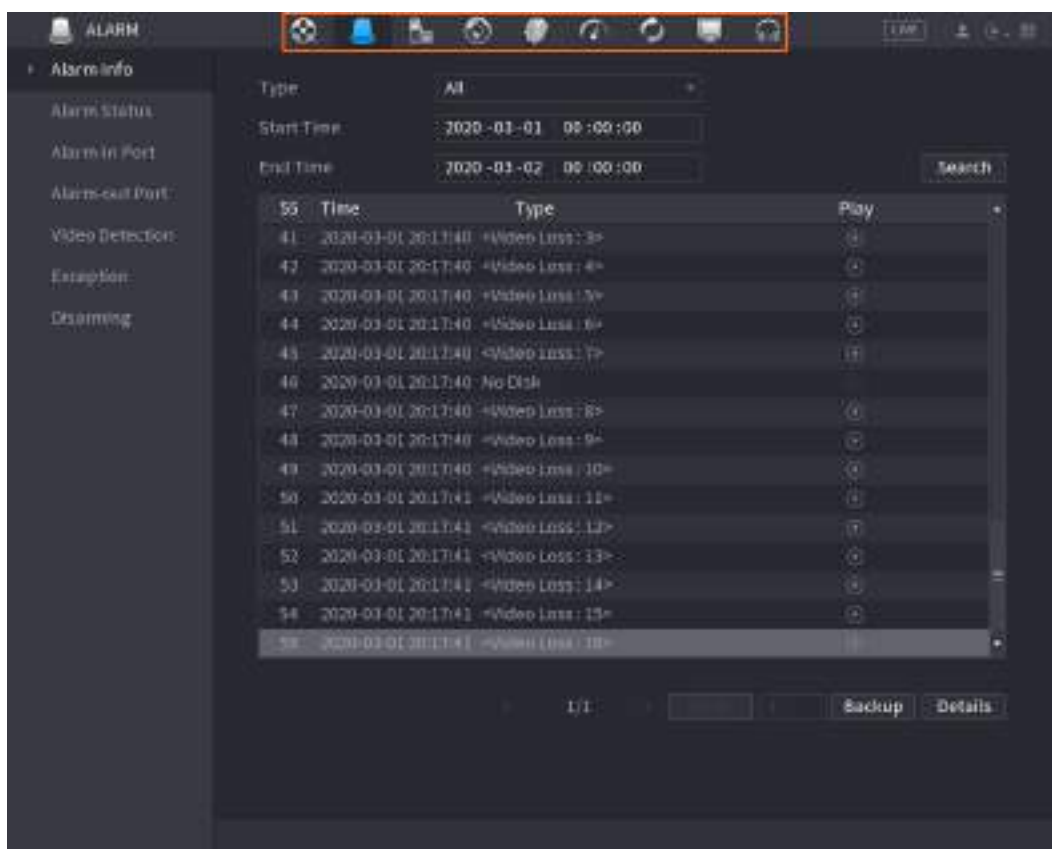 ALARM LIVE
Alarm Info
Alarm Status
Alarm-in Port
Alarm-out Port
Video Detection
Exception
Disarming
Type All
Start Time 2020 -03 -01 00 :00 :00
End Time 2020 -03 -02 00 :00 :00
Search
55 Time Type Play
41 2020-03-01 20:17:40 <Video Loss : 3>
42 2020-03-01 20:17:40 <Video Loss : 4>
43 2020-03-01 20:17:40 <Video Loss : 5>
44 2020-03-01 20:17:40 <Video Loss : 6>
45 2020-03-01 20:17:40 <Video Loss : 7>
46 2020-03-01 20:17:40 No Disk
47 2020-03-01 20:17:40 <Video Loss : 8>
48 2020-03-01 20:17:40 <Video Loss : 9>
49 2020-03-01 20:17:40 <Video Loss : 10>
50 2020-03-01 20:17:41 <Video Loss : 11>
51 2020-03-01 20:17:41 <Video Loss : 12>
52 2020-03-01 20:17:41 <Video Loss : 13>
53 2020-03-01 20:17:41 <Video Loss : 14>
54 2020-03-01 20:17:41 <Video Loss : 15>
55 2020-03-01 20:17:41 <Video Loss :
1/1 Backup Details